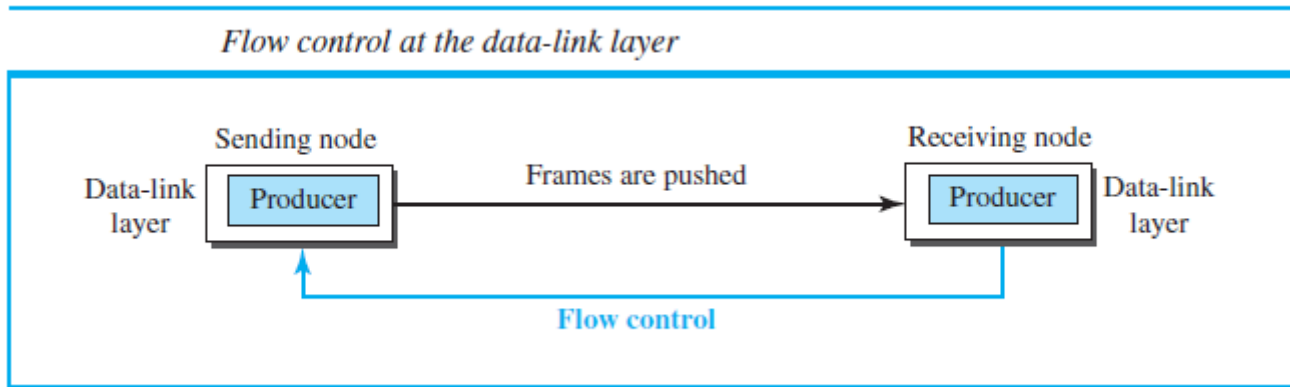 Flow control at the data-link layer
Sending node
Receiving node
Data-link
layer
Producer
Frames are pushed
Producer
Data-link
layer
Flow control